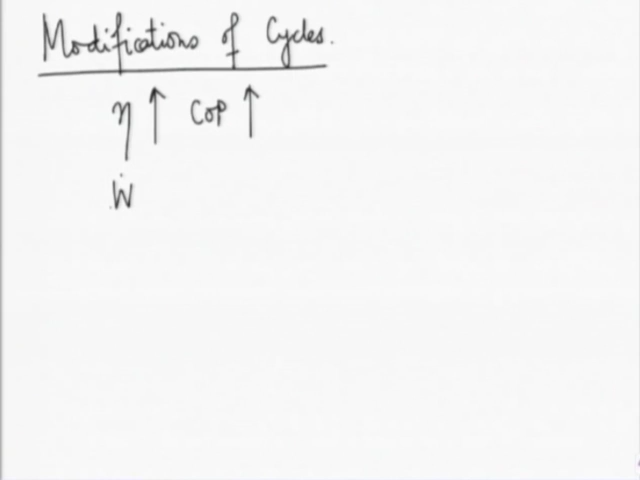 Modifications of Cycles.
η ↑ COP ↑
Ẇ